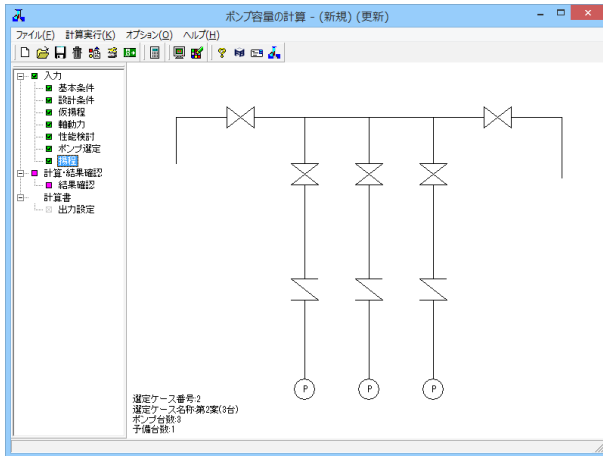 ポンプ容量の計算 - (新規) (更新)
ファイル(F) 計算実行(K) オプション(O) ヘルプ(H)
入力
基本条件
設計条件
仮揚程
軸動力
性能検討
ポンプ選定
揚程
計算・結果確認
結果確認
計算書
出力設定
P P P
選定ケース番号:2
選定ケース名称:第2案(3台)
ポンプ台数:3
予備台数:1